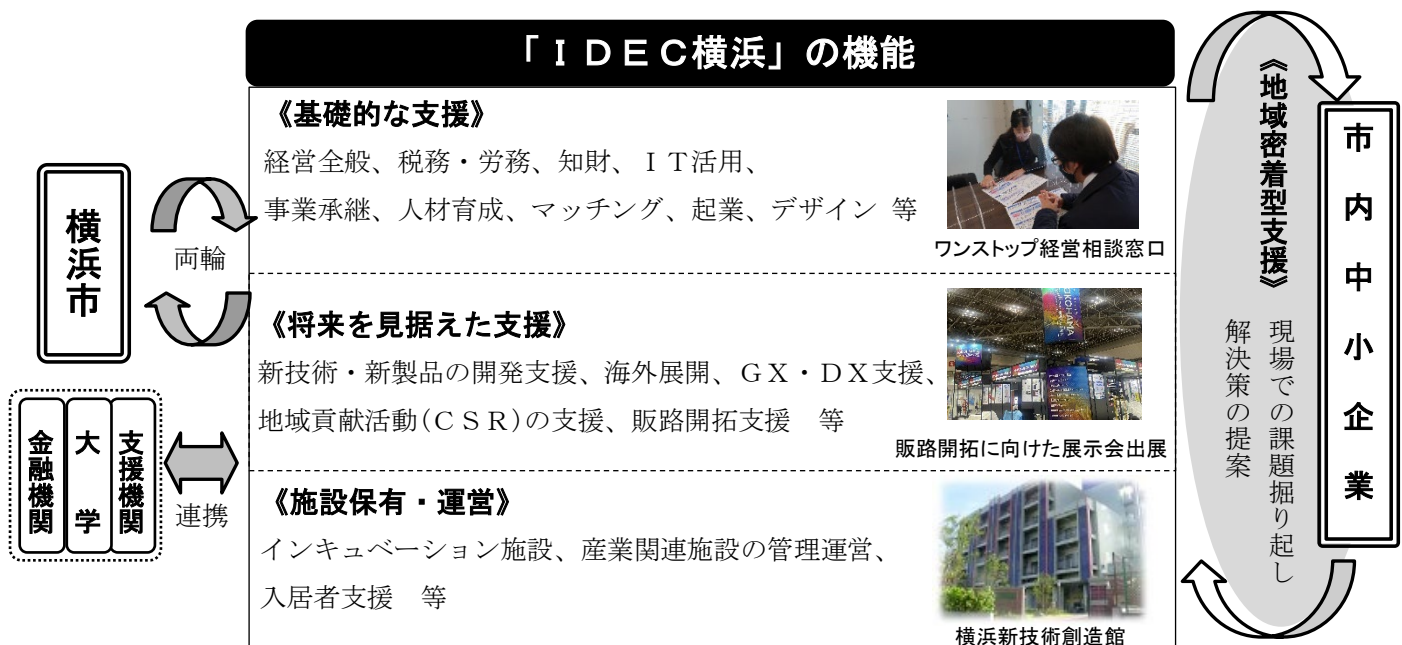 「ＩＤＥＣ横浜」の機能
横浜市
両輪
金融機関
大学
支援機関
連携
《基礎的な支援》
経営全般、税務・労務、知財、ＩＴ活用、
事業承継、人材育成、マッチング、起業、デザイン 等
ワンストップ経営相談窓口
《将来を見据えた支援》
新技術・新製品の開発支援、海外展開、ＧＸ・ＤＸ支援、
地域貢献活動(ＣＳＲ)の支援、販路開拓支援　等
販路開拓に向けた展示会出展
《施設保有・運営》
インキュベーション施設、産業関連施設の管理運営、
入居者支援　等
横浜新技術創造館
《地域密着型支援》
現場での課題掘り起し
解決策の提案
市内中小企業